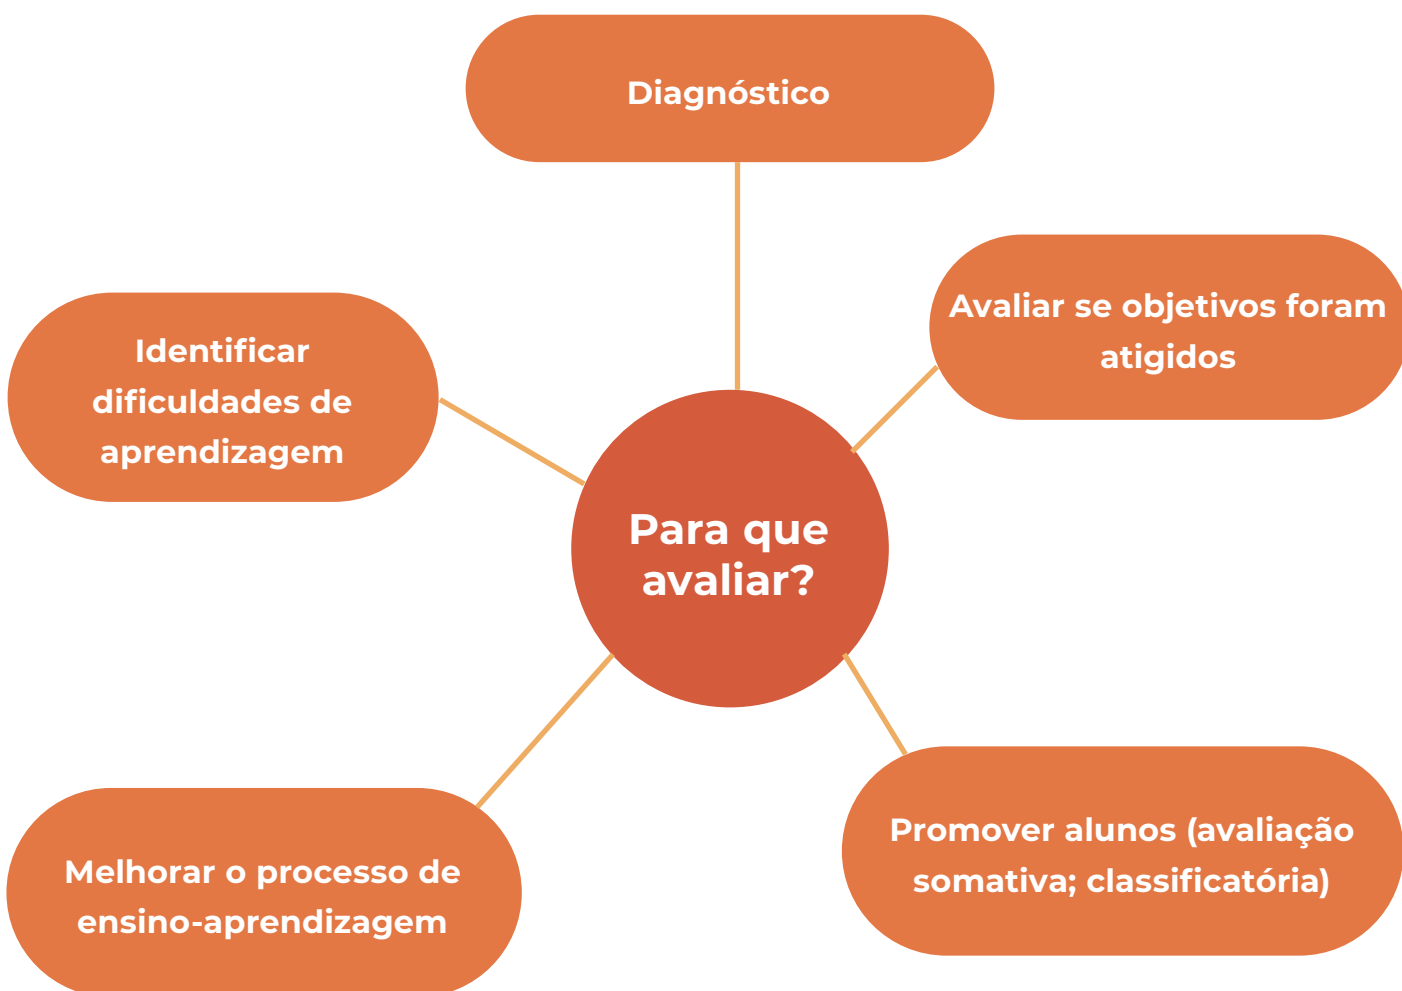 Diagnóstico
Avaliar se objetivos foram
atigidos
Identificar
dificuldades de
aprendizagem
Para que
avaliar?
Promover alunos (avaliação
somativa; classificatória)
Melhorar o processo de
ensino-aprendizagem